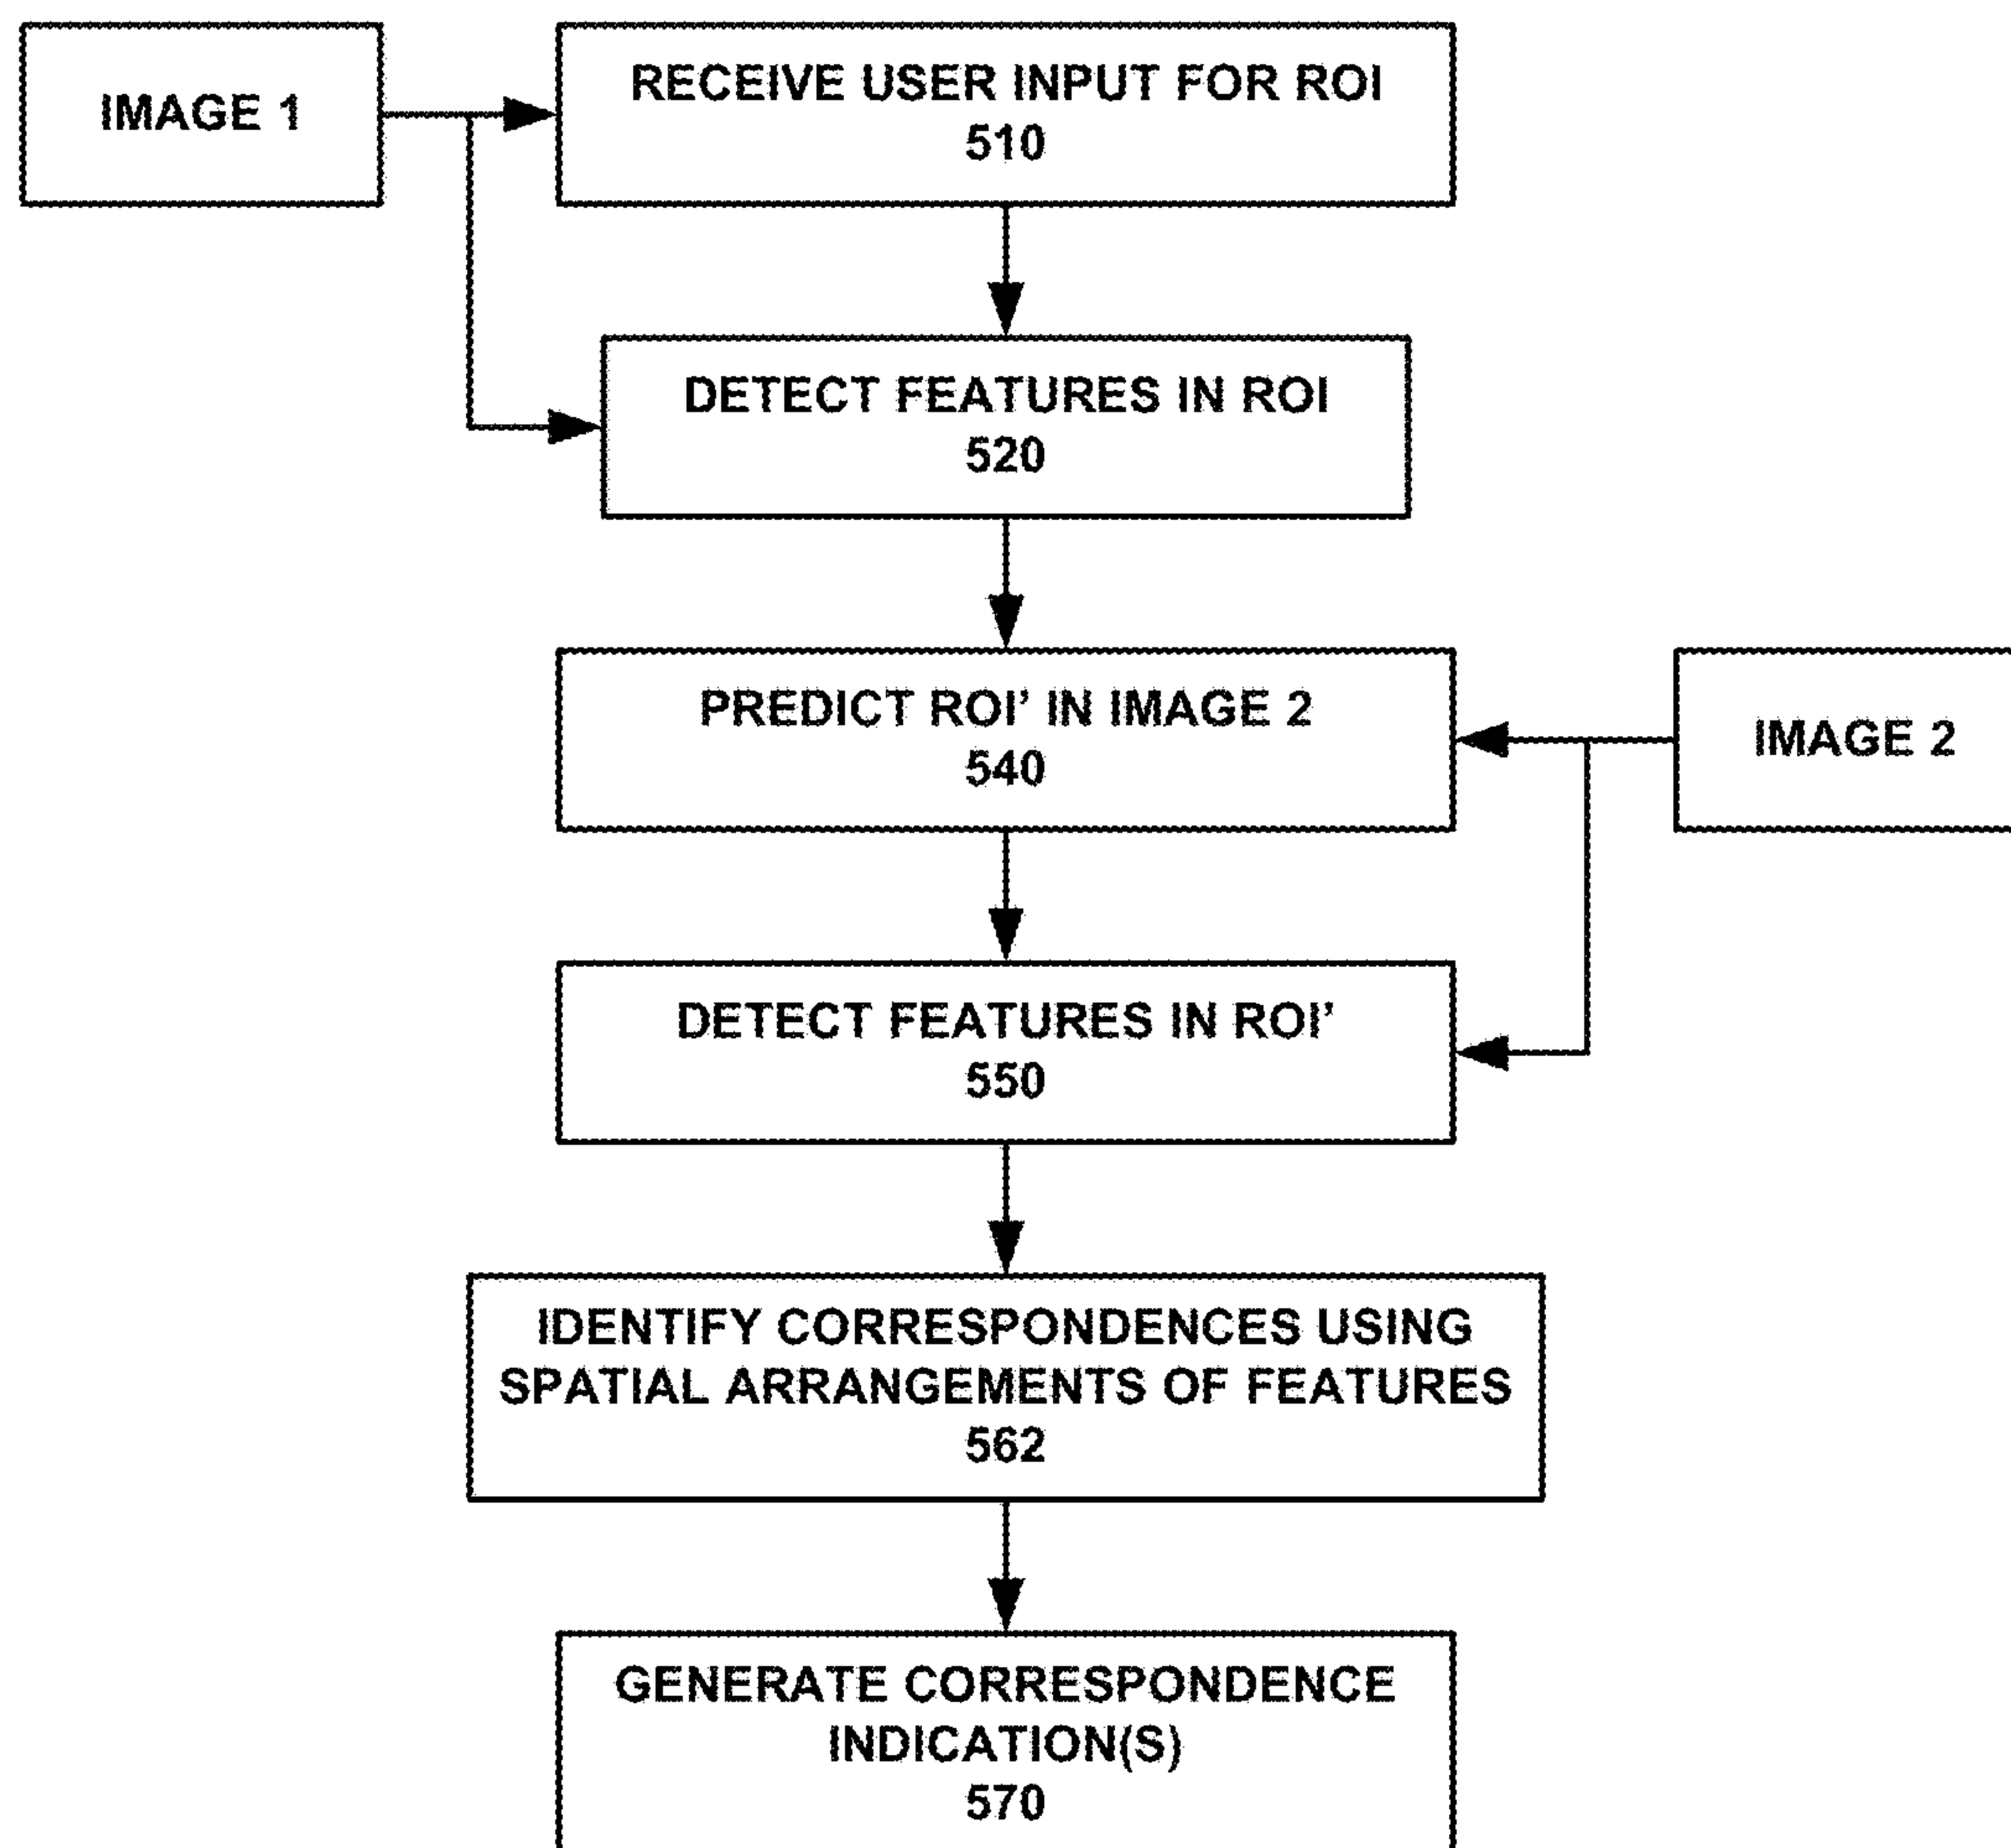 IMAGE 1
RECEIVE USER INPUT FOR ROI
510
DETECT FEATURES IN ROI
520
PREDICT ROI’ IN IMAGE 2
540
IMAGE 2
DETECT FEATURES IN ROI’
550
IDENTIFY CORRESPONDENCES USING
SPATIAL ARRANGEMENTS OF FEATURES
562
GENERATE CORRESPONDENCE
INDICATION(S)
570